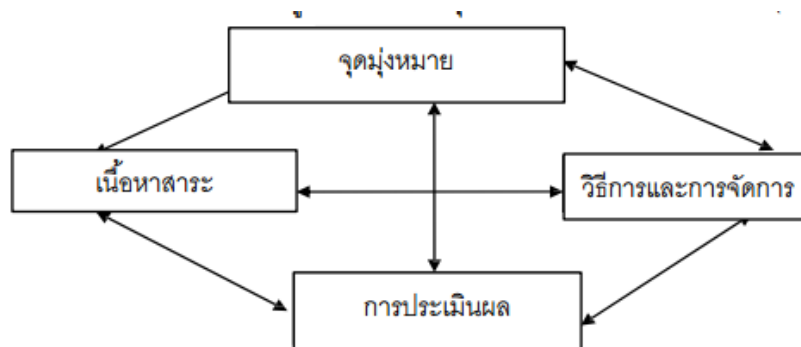 จุดมุ่งหมาย
เนื้อหาสาระ
วิธีการและการจัดการ
การประเมินผล